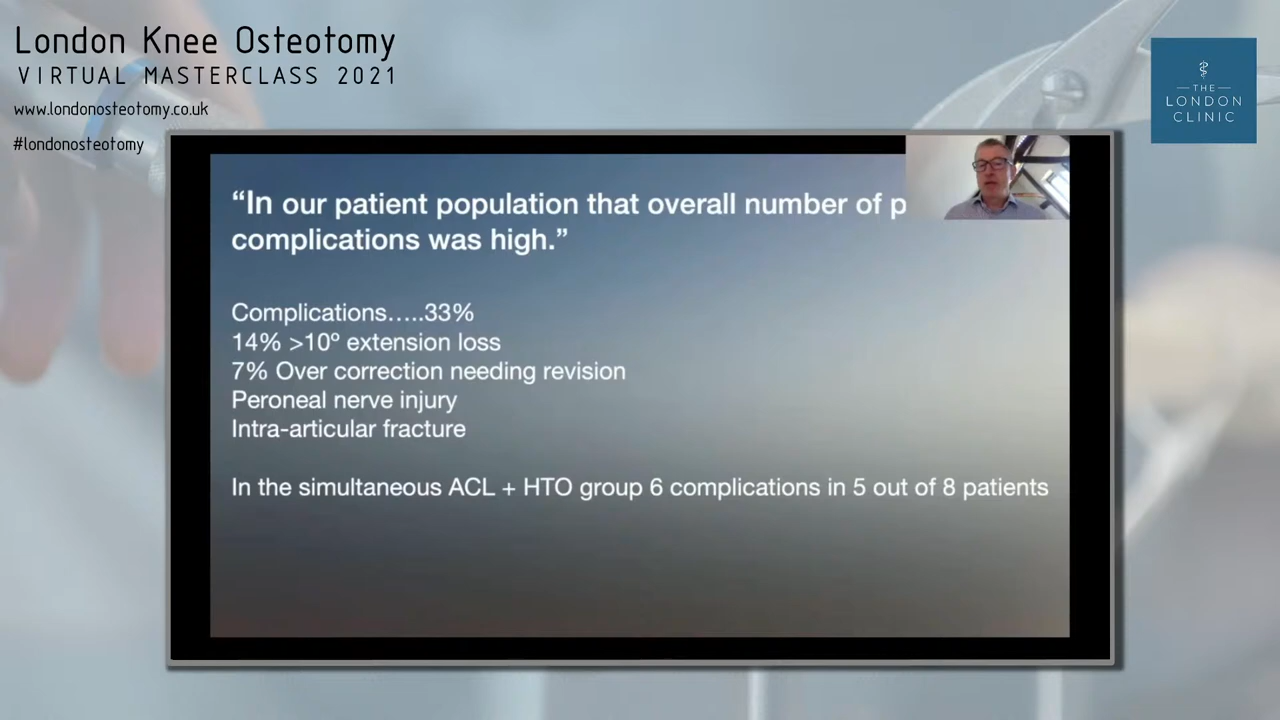 London Knee Osteotomy
VIRTUAL MASTERCLASS 2021
www.londonosteotomy.co.uk
#londonosteotomy
THE
LONDON
CLINIC
“In our patient population that overall number of
complications was high.”
Complications…..33%
14% >10º extension loss
7% Over correction needing revision
Peroneal nerve injury
Intra-articular fracture
In the simultaneous ACL + HTO group 6 complications in 5 out of 8 patients